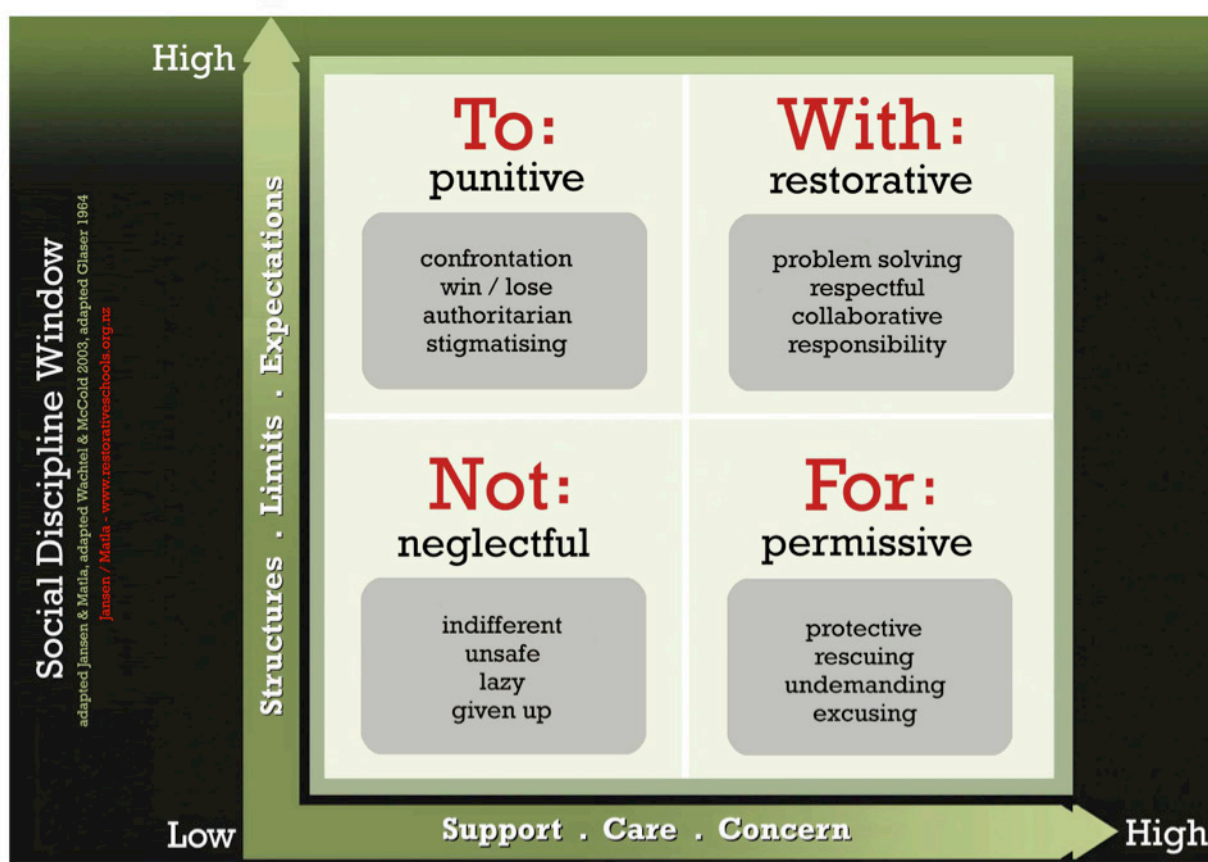 High
Social Discipline Window
adapted Jansen & Matla, adapted Wachtel & McCold 2003, adapted Glaser 1964
Jansen / Matla - www.restorativeschools.org.nz
Structures . Limits . Expectations
To:
punitive
confrontation
win / lose
authoritarian
stigmatising
With:
restorative
problem solving
respectful
collaborative
responsibility
Not:
neglectful
indifferent
unsafe
lazy
given up
For:
permissive
protective
rescuing
undemanding
excusing
Low
Support . Care . Concern
High